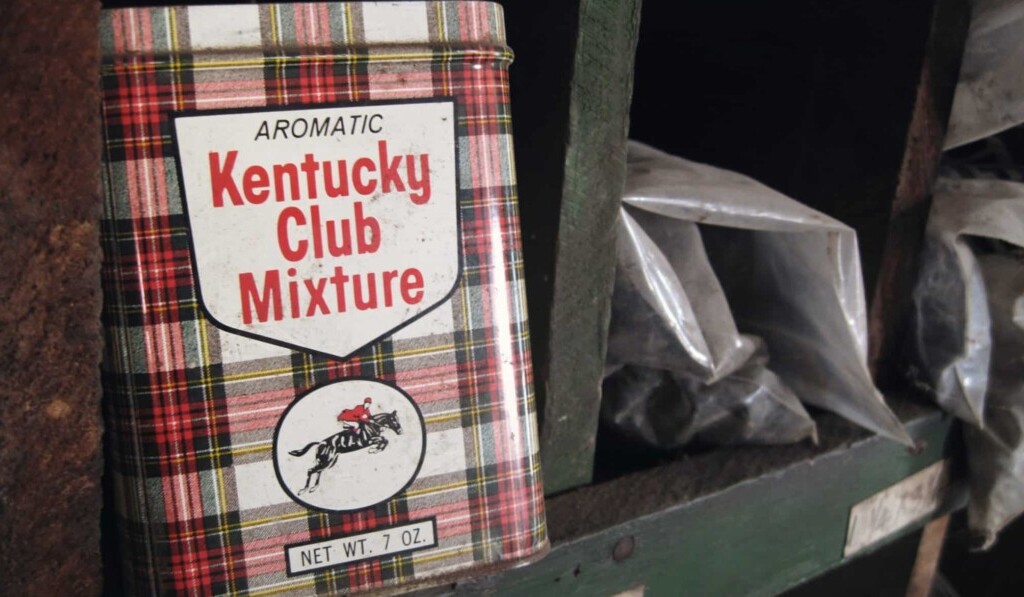 AROMATIC
Kentucky
Club
Mixture
NET WT. 7 OZ.